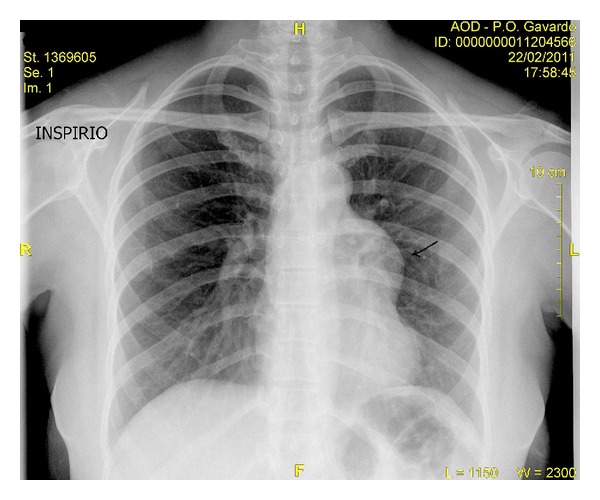 H
AOD - P.O. Gavardo
ID: 0000000011204566
22/02/2011
17:58:45
St. 1369605
Se. 1
Im. 1
INSPIRIO
10 cm
R
L
F
L = 1150 W = 2300